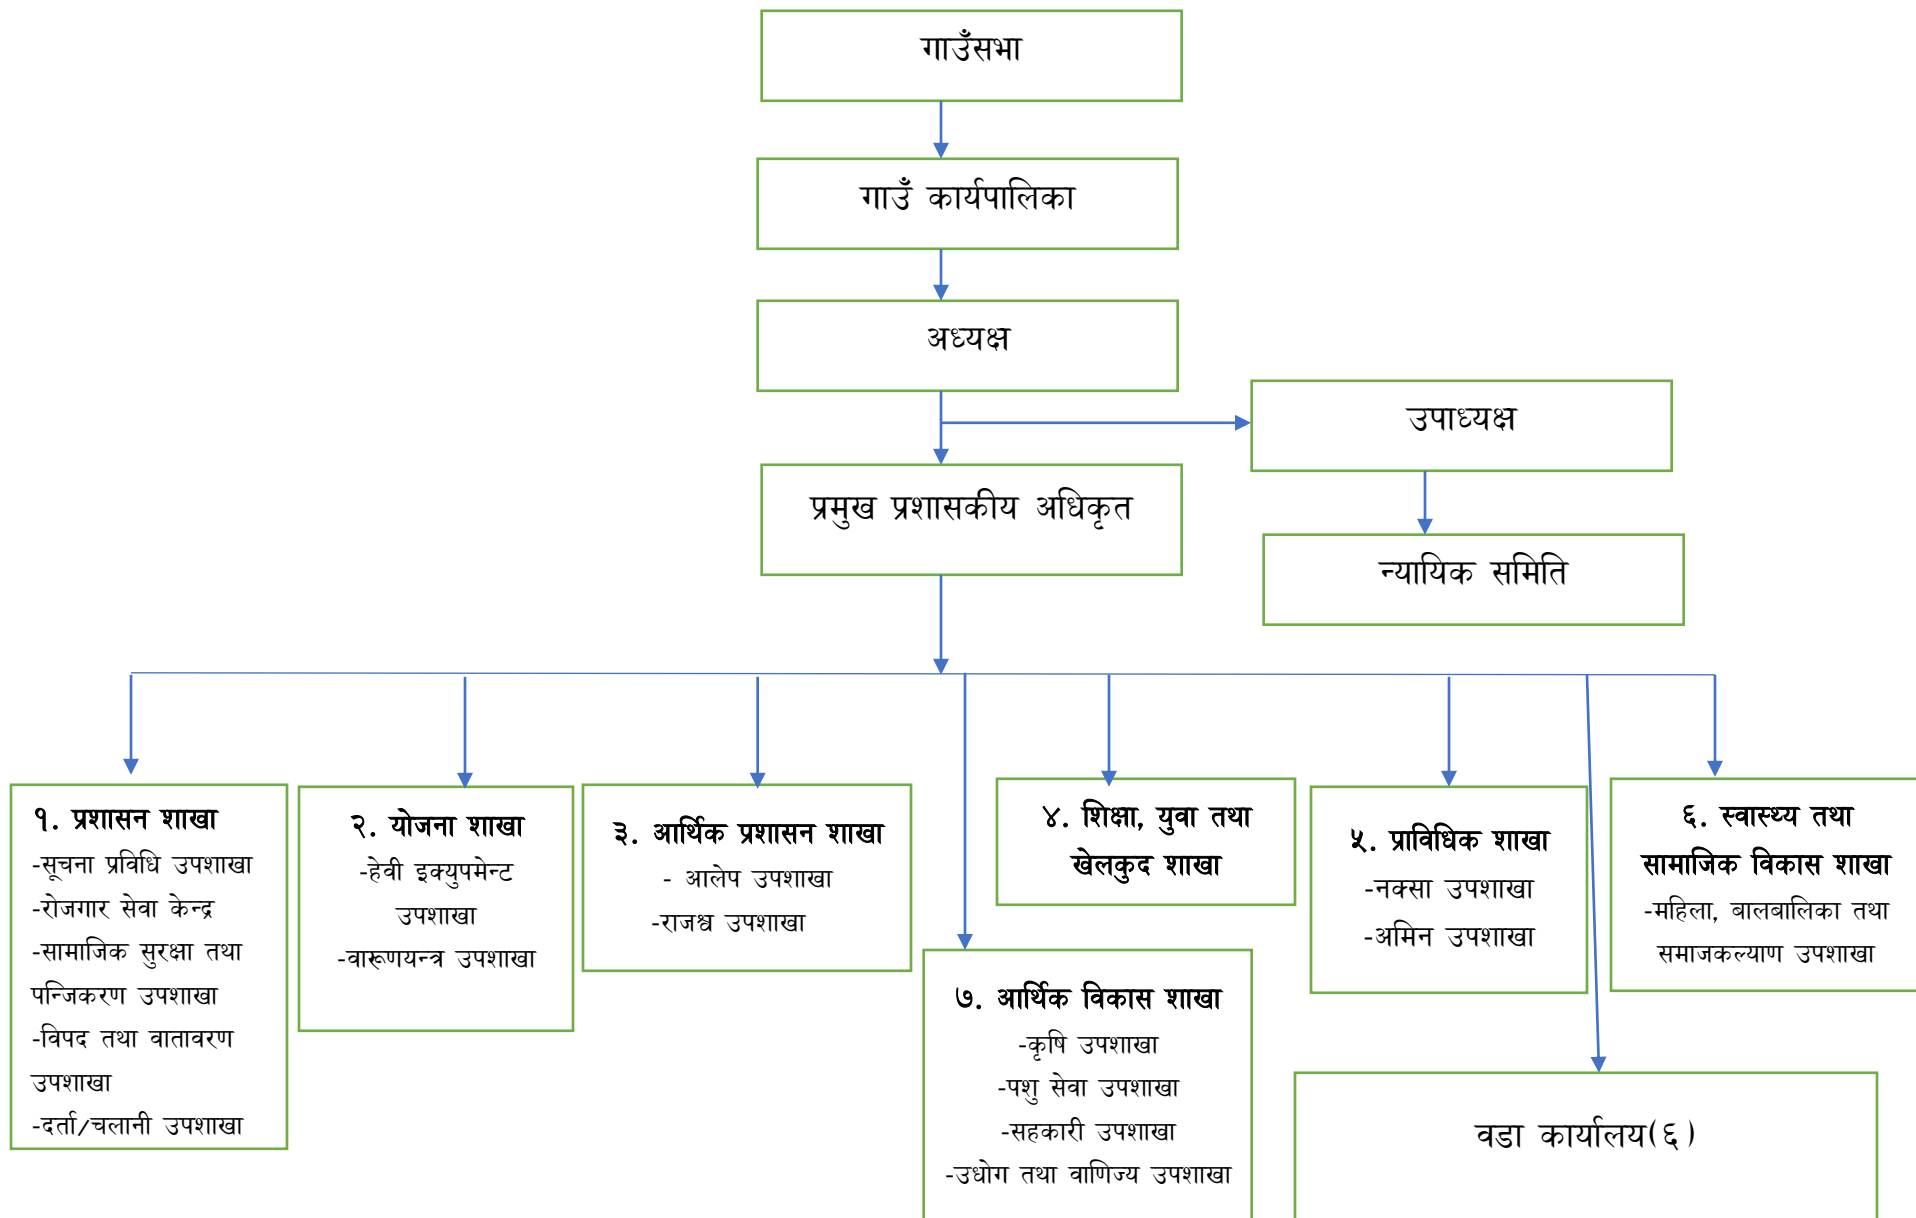 गाउँसभा
गाउँ कार्यपालिका
अध्यक्ष
उपाध्यक्ष
प्रमुख प्रशासकीय अधिकृत
न्यायिक समिति
१. प्रशासन शाखा
-सूचना प्रविधि उपशाखा
-रोजगार सेवा केन्द्र
-सामाजिक सुरक्षा तथा
पन्जिकरण उपशाखा
-विपद तथा वातावरण
उपशाखा
-दर्ता/चलानी उपशाखा
२. योजना शाखा
-हेवी इक्युपमेन्ट
उपशाखा
-वारूणयन्त्र उपशाखा
३. आर्थिक प्रशासन शाखा
- आलेप उपशाखा
-राजश्व उपशाखा
४. शिक्षा, युवा तथा
खेलकुद शाखा
५. प्राविधिक शाखा
-नक्सा उपशाखा
-अमिन उपशाखा
६. स्वास्थ्य तथा
सामाजिक विकास शाखा
-महिला, बालबालिका तथा
समाजकल्याण उपशाखा
७. आर्थिक विकास शाखा
-कृषि उपशाखा
-पशु सेवा उपशाखा
-सहकारी उपशाखा
-उधोग तथा वाणिज्य उपशाखा
वडा कार्यालय(६)